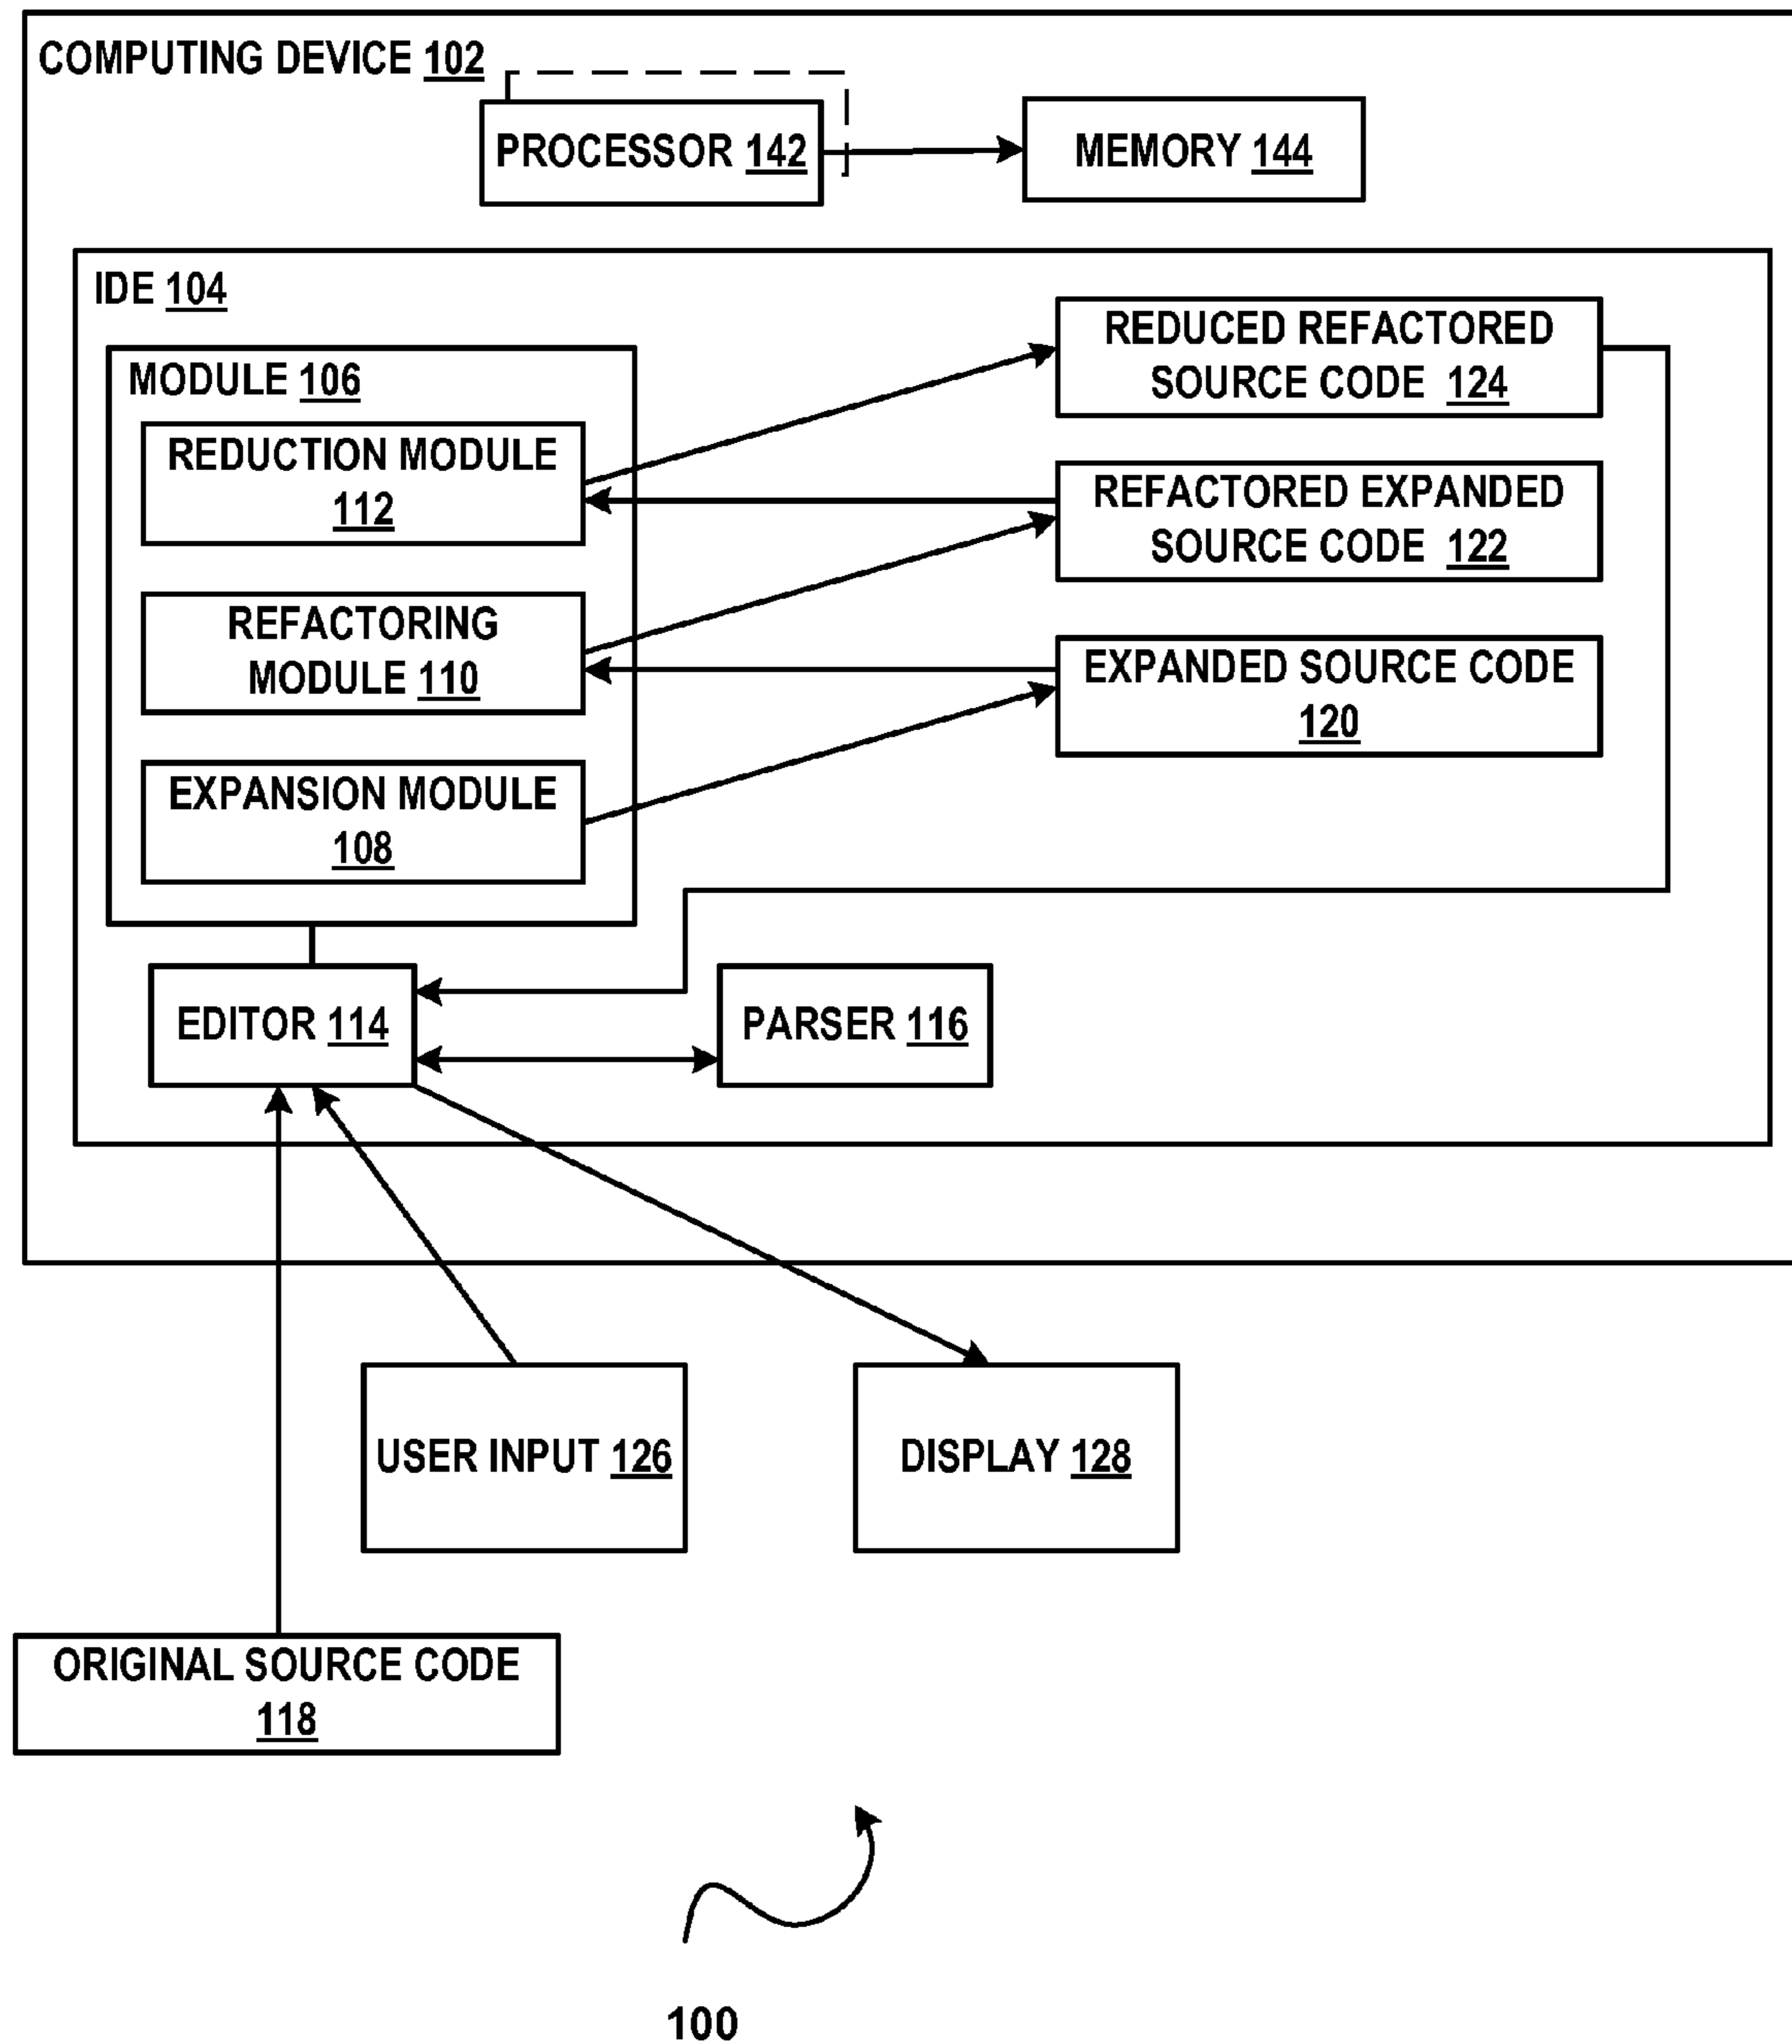 COMPUTING DEVICE 102
PROCESSOR 142
MEMORY 144
IDE 104
MODULE 106
REDUCTION MODULE
112
REFACTORING
MODULE 110
EXPANSION MODULE
108
REDUCED REFACTORED
SOURCE CODE 124
REFACTORED EXPANDED
SOURCE CODE 122
EXPANDED SOURCE CODE
120
EDITOR 114
PARSER 116
USER INPUT 126
DISPLAY 128
ORIGINAL SOURCE CODE
118
100